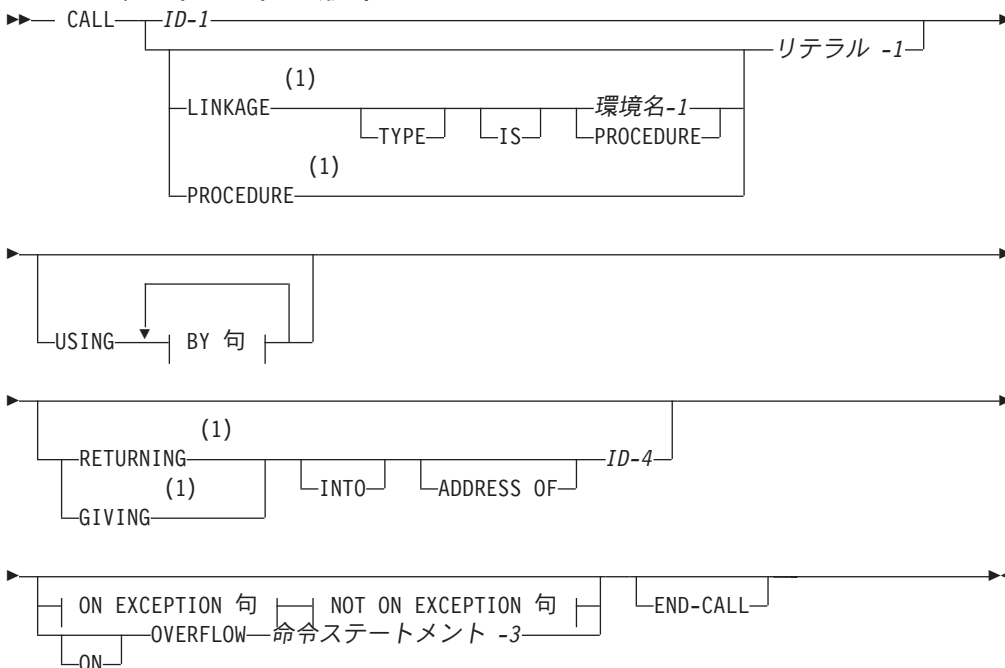 CALL ID-1
リテラル -1
(1)
LINKAGE 環境名-1
TYPE IS PROCEDURE
(1)
PROCEDURE
USING BY 句
(1)
RETURNING ID-4
(1) INTO ADDRESS OF
GIVING
ON EXCEPTION 句 NOT ON EXCEPTION 句 END-CALL
OVERFLOW 命令ステートメント -3
ON